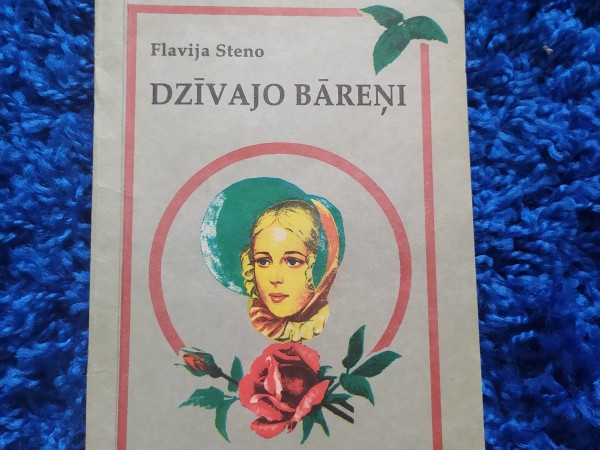 Flavija Steno
DZĪVAJO BĀREŅI